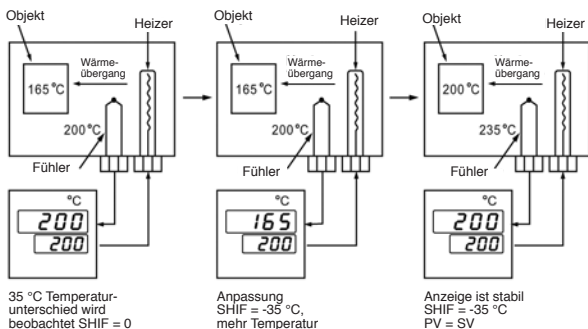 Objekt
Heizer
Wärme-
übergang
165 °C
200 °C
Fühler
°C
200
200
35 °C Temperatur-
unterschied wird
beobachtet SHIF = 0
Objekt
Heizer
Wärme-
übergang
165 °C
200 °C
Fühler
°C
165
200
Anpassung
SHIF = -35 °C,
mehr Temperatur
Objekt
Heizer
Wärme-
übergang
200 °C
235 °C
Fühler
°C
200
200
Anzeige ist stabil
SHIF = -35 °C
PV = SV